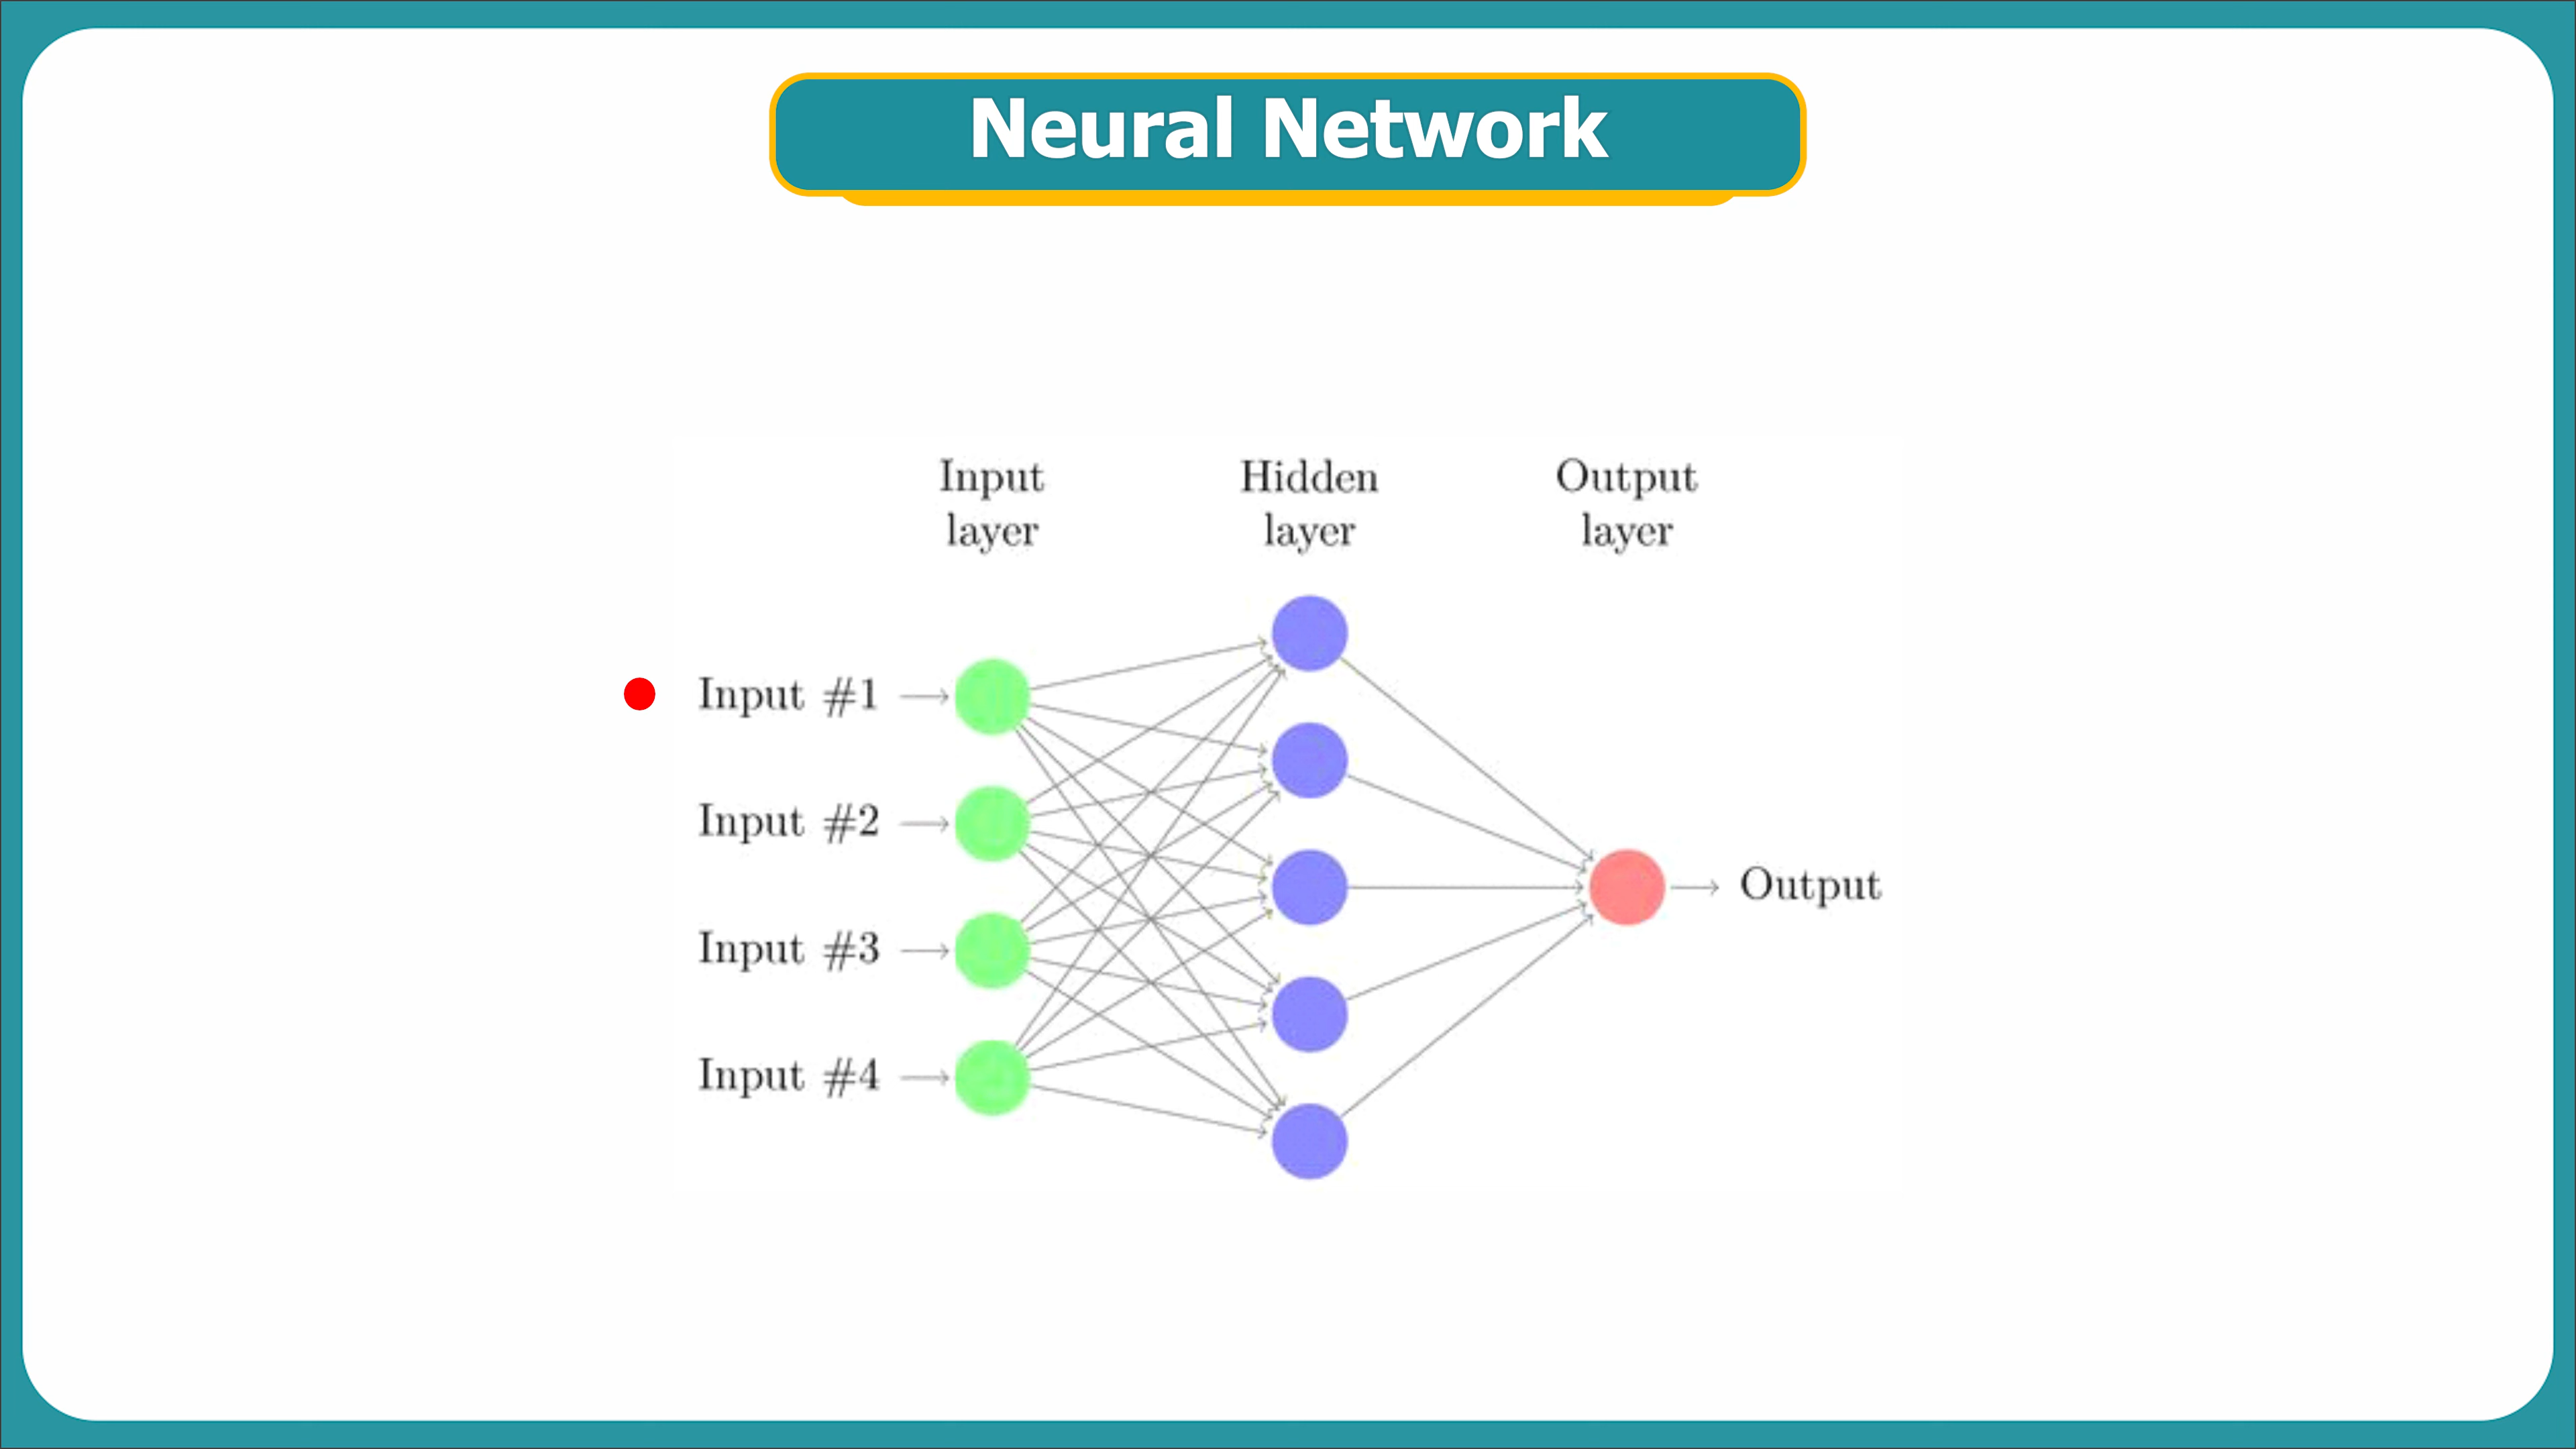 Neural Network
Input layer
Hidden layer
Output layer
Input #1
Input #2
Input #3
Input #4
Output